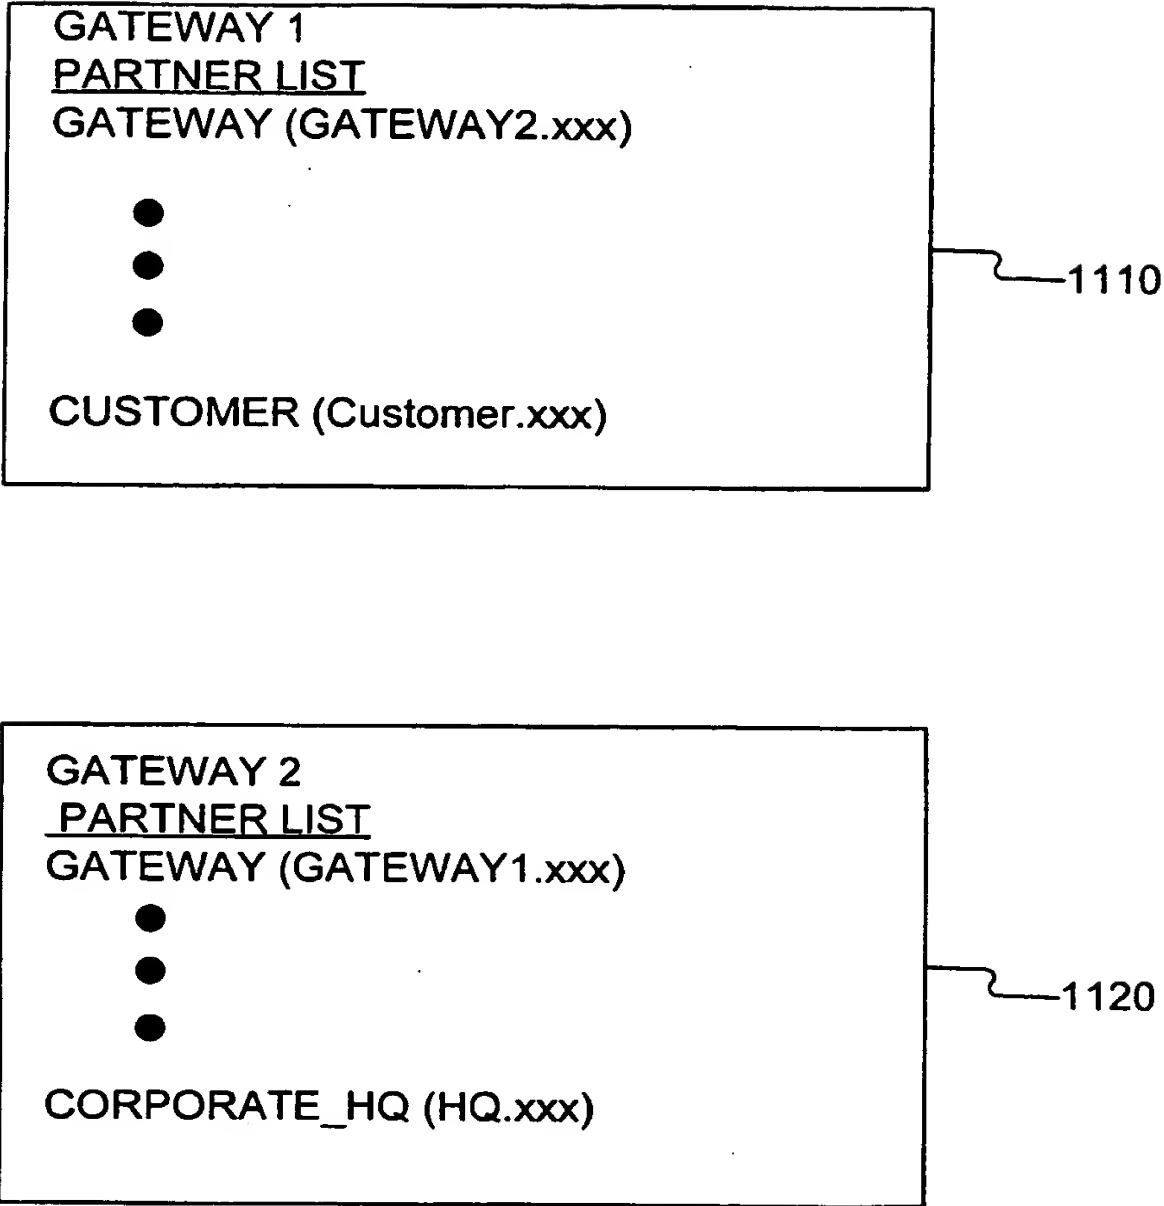 GATEWAY 1
PARTNER LIST
GATEWAY (GATEWAY2.xxx)
1110
CUSTOMER (Customer.xxx)
GATEWAY 2
PARTNER LIST
GATEWAY (GATEWAY1.xxx)
1120
CORPORATE_HQ (HQ.xxx)